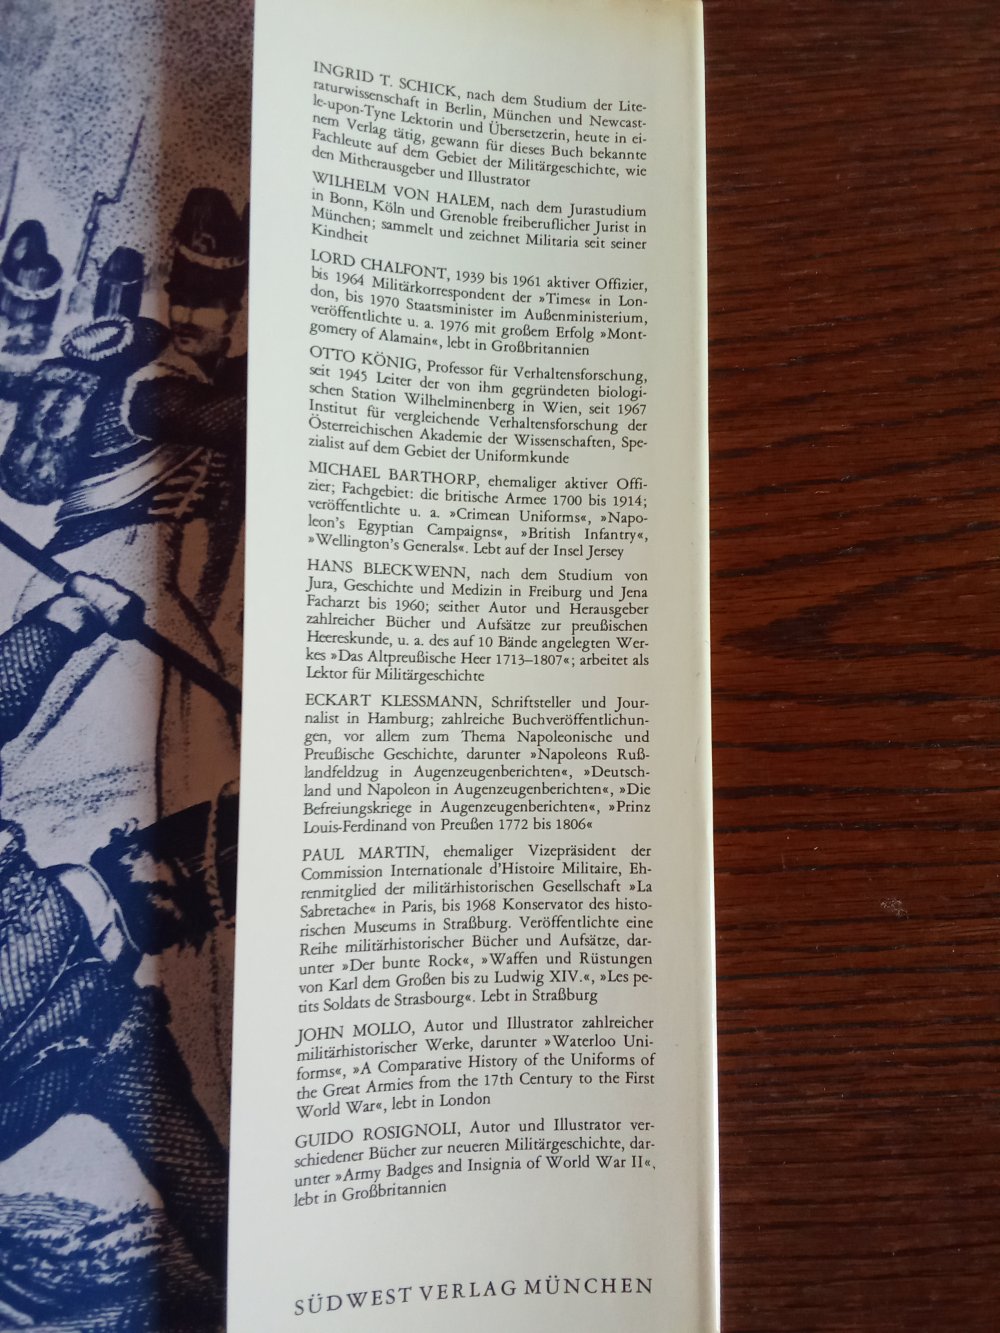 INGRID T. SCHICK, nach dem Studium der Lite-
raturwissenschaft in Berlin, München und Newcast-
le-upon-Tyne Lektorin und Übersetzerin, heute in ei-
nem Verlag tätig, gewann für dieses Buch bekannte
Fachleute auf dem Gebiet der Militärgeschichte, wie
den Mitherausgeber und Illustrator
WILHELM VON HALEM, nach dem Jurastudium
in Bonn, Köln und Grenoble freiberuflicher Jurist in
München; sammelt und zeichnet Militaria seit seiner
Kindheit
LORD CHALFONT, 1939 bis 1961 aktiver Offizier,
bis 1964 Militärkorrespondent der »Times« in Lon-
don, bis 1970 Staatsminister im Außenministerium,
veröffentlichte u. a. 1976 mit großem Erfolg »Mont-
gomery of Alamain«, lebt in Großbritannien
OTTO KÖNIG, Professor für Verhaltensforschung,
seit 1945 Leiter der von ihm gegründeten biologi-
schen Station Wilhelminenberg in Wien, seit 1967
Institut für vergleichende Verhaltensforschung der
Österreichischen Akademie der Wissenschaften, Spe-
zialist auf dem Gebiet der Uniformkunde
MICHAEL BARTHORP, ehemaliger aktiver Offi-
zier; Fachgebiet: die britische Armee 1700 bis 1914;
veröffentlichte u. a. »Crimean Uniforms«, »Napo-
leon's Egyptian Campaigns«, »British Infantry«,
»Wellington's Generals«. Lebt auf der Insel Jersey
HANS BLECKWENN, nach dem Studium von
Jura, Geschichte und Medizin in Freiburg und Jena
Facharzt bis 1960; seither Autor und Herausgeber
zahlreicher Bücher und Aufsätze zur preußischen
Heereskunde, u. a. des auf 10 Bände angelegten Wer-
kes »Das Altpreußische Heer 1713–1807«; arbeitet als
Lektor für Militärgeschichte
ECKART KLESSMANN, Schriftsteller und Jour-
nalist in Hamburg; zahlreiche Buchveröffentlichun-
gen, vor allem zum Thema Napoleonische und
Preußische Geschichte, darunter »Napoleons Ruß-
landfeldzug in Augenzeugenberichten«, »Deutsch-
land und Napoleon in Augenzeugenberichten«, »Die
Befreiungskriege in Augenzeugenberichten«, »Prinz
Louis-Ferdinand von Preußen 1772 bis 1806«
PAUL MARTIN, ehemaliger Vizepräsident der
Commission Internationale d'Histoire Militaire, Eh-
renmitglied der militärhistorischen Gesellschaft »La
Sabretache« in Paris, bis 1968 Konservator des histo-
rischen Museums in Straßburg. Veröffentlichte eine
Reihe militärhistorischer Bücher und Aufsätze, dar-
unter »Der bunte Rock«, »Waffen und Rüstungen
von Karl dem Großen bis zu Ludwig XIV.«, »Les pe-
tits Soldats de Strasbourg«. Lebt in Straßburg
JOHN MOLLO, Autor und Illustrator zahlreicher
militärhistorischer Werke, darunter »Waterloo Uni-
forms«, »A Comparative History of the Uniforms of
the Great Armies from the 17th Century to the First
World War«, lebt in London
GUIDO ROSIGNOLI, Autor und Illustrator ver-
schiedener Bücher zur neueren Militärgeschichte, dar-
unter »Army Badges and Insignia of World War II«,
lebt in Großbritannien
SÜDWEST VERLAG MÜNCHEN